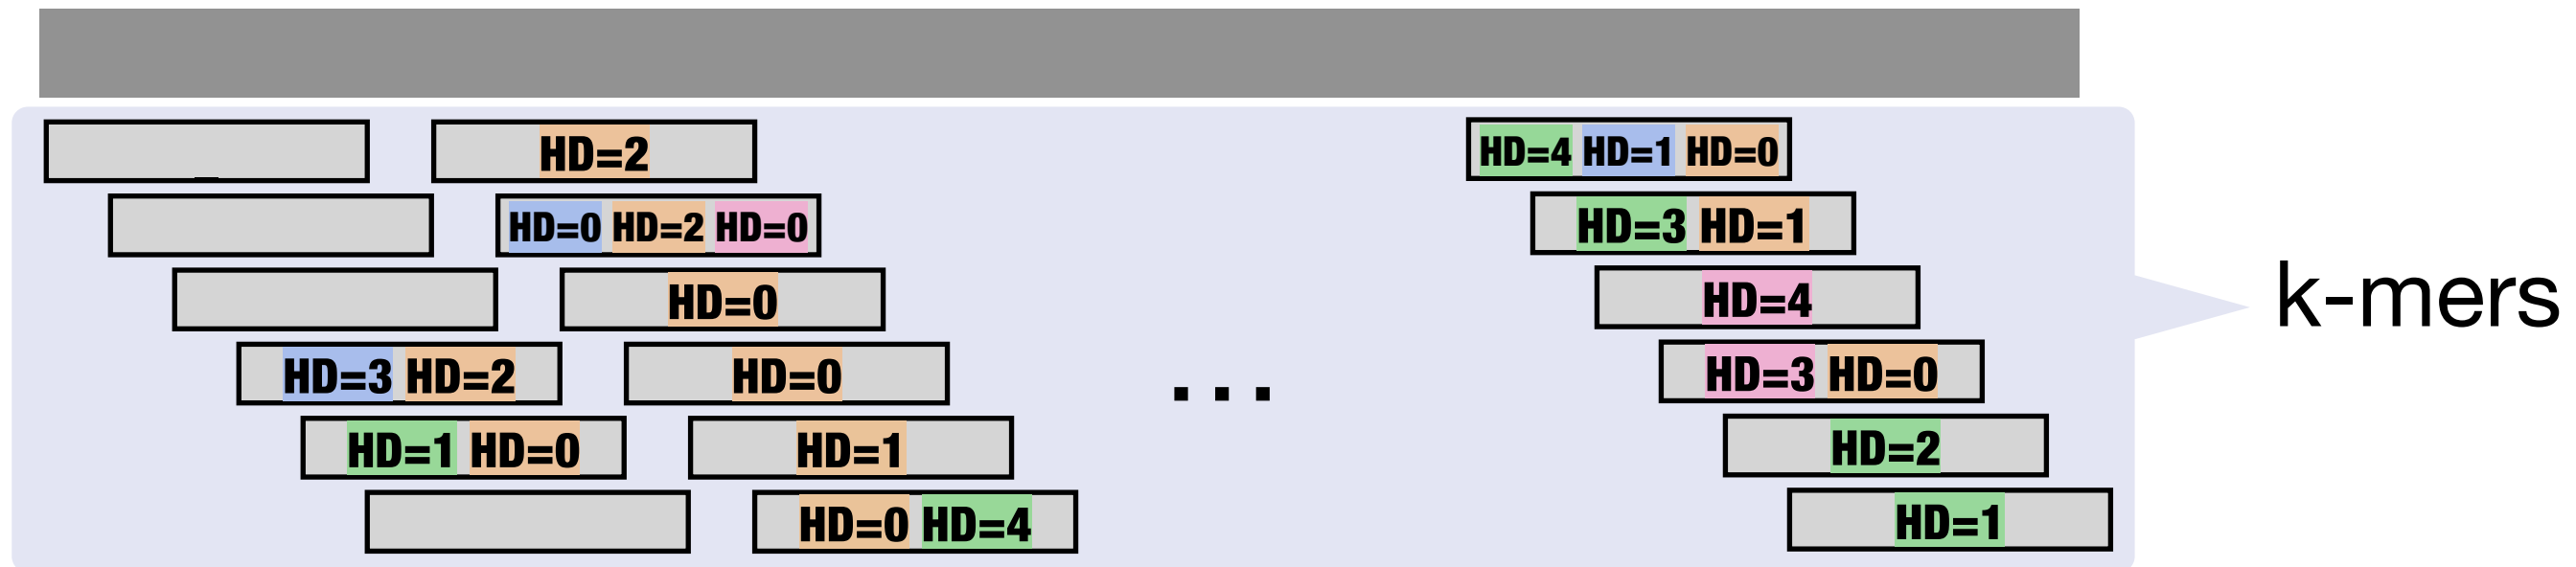 HD=2
HD=4 HD=1 HD=0
HD=0 HD=2 HD=0
HD=3 HD=1
HD=0
HD=4
k-mers
HD=3 HD=2
HD=0
...
HD=3 HD=0
HD=1 HD=0
HD=1
HD=2
HD=0 HD=4
HD=1